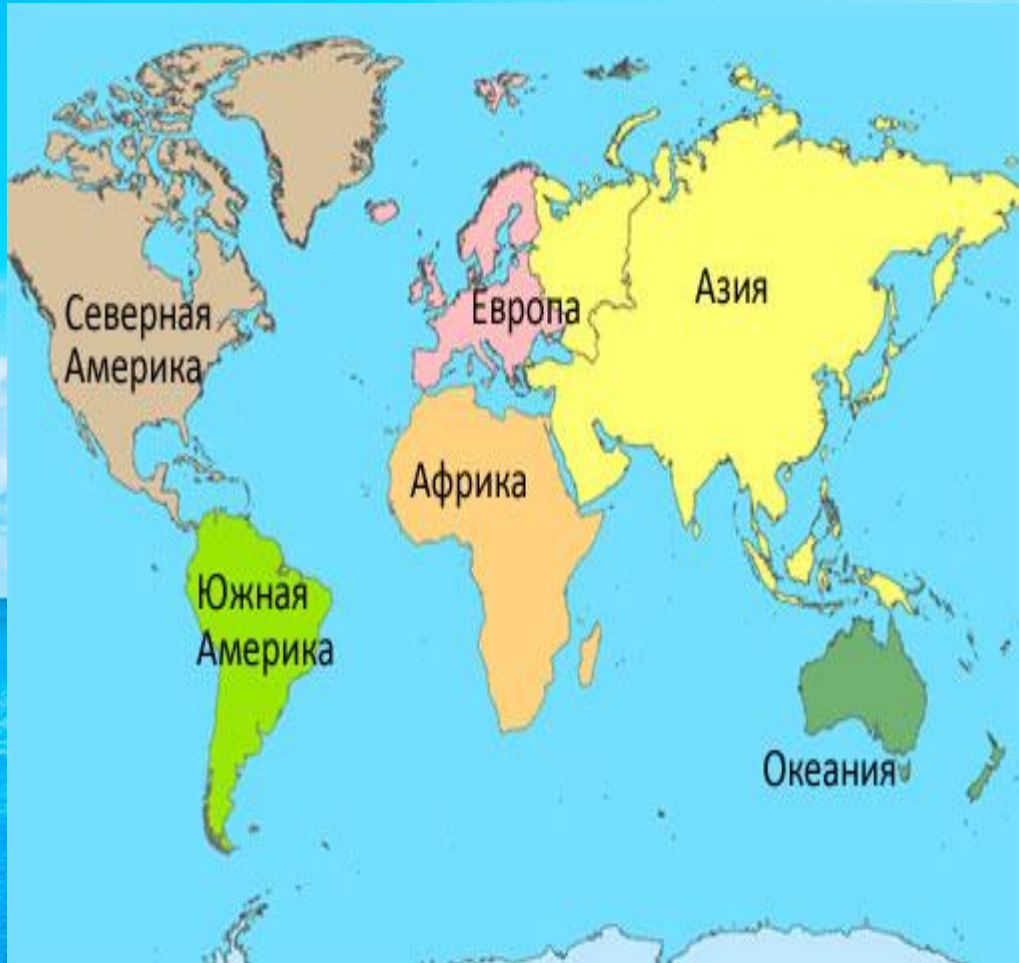 Северная
Америка
Европа
Азия
Африка
Южная
Америка
Океания